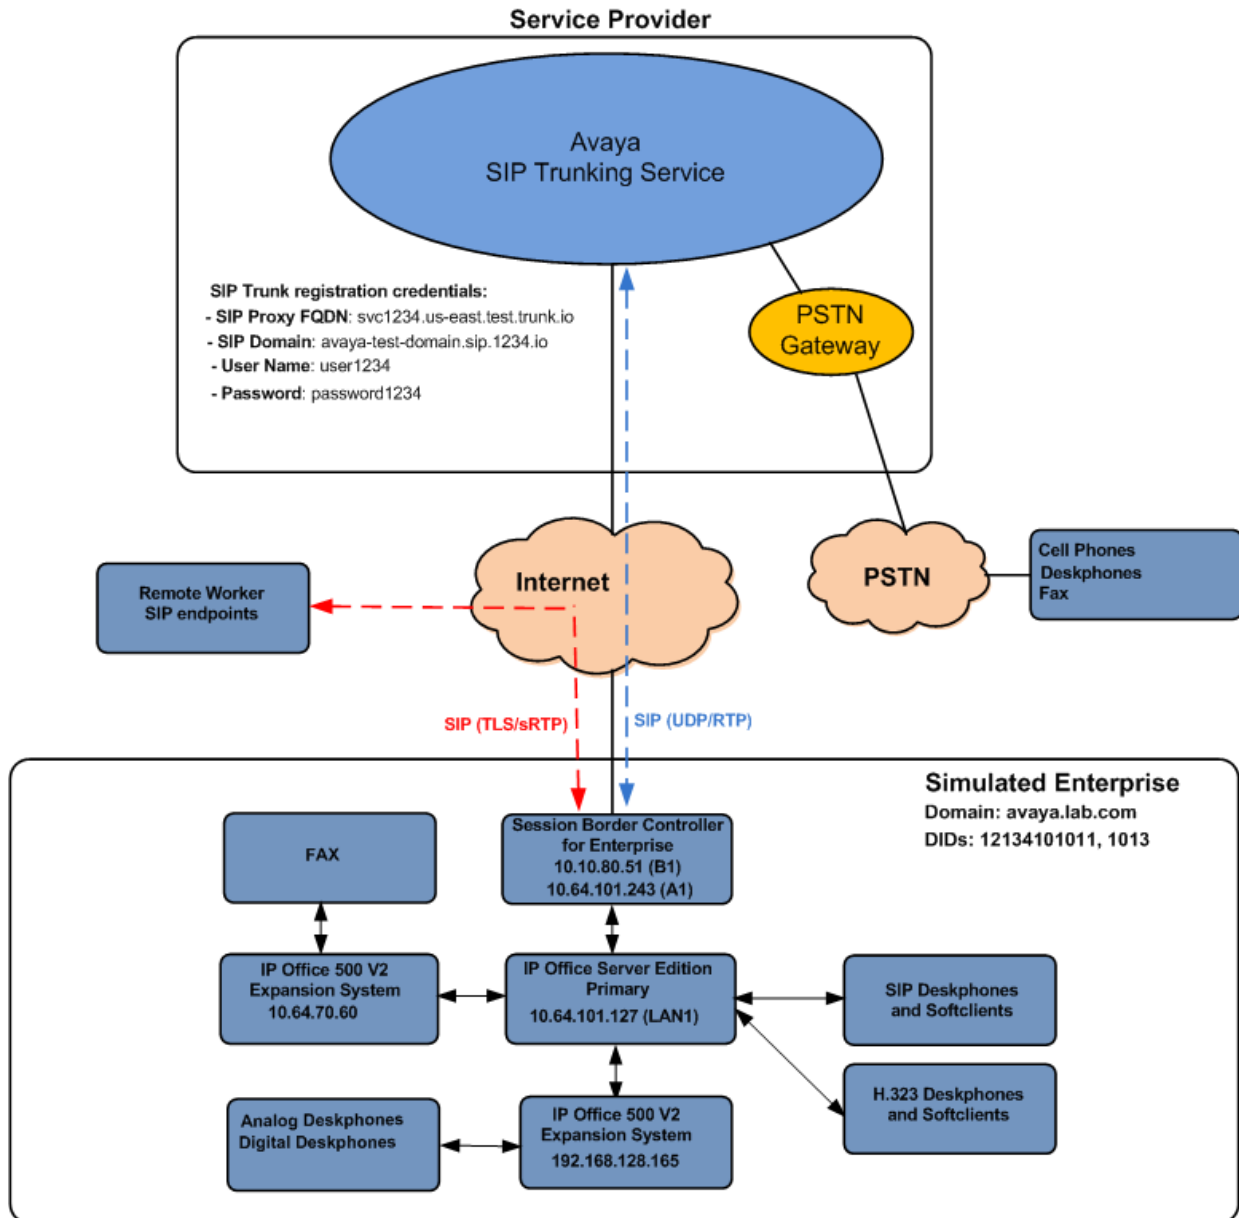 Service Provider
Avaya
SIP Trunking Service
SIP Trunk registration credentials:
- SIP Proxy FQDN: svc1234.us-east.test.trunk.io
- SIP Domain: avaya-test-domain.sip.1234.io
- User Name: user1234
- Password: password1234
PSTN
Gateway
Internet
PSTN
Cell Phones
Deskphones
Fax
Remote Worker
SIP endpoints
SIP (TLS/sRTP)
SIP (UDP/RTP)
Simulated Enterprise
Domain: avaya.lab.com
DIDs: 12134101011, 1013
Session Border Controller
for Enterprise
10.10.80.51 (B1)
10.64.101.243 (A1)
FAX
IP Office 500 V2
Expansion System
10.64.70.60
IP Office Server Edition
Primary
10.64.101.127 (LAN1)
SIP Deskphones
and Softclients
H.323 Deskphones
and Softclients
Analog Deskphones
Digital Deskphones
IP Office 500 V2
Expansion System
192.168.128.165